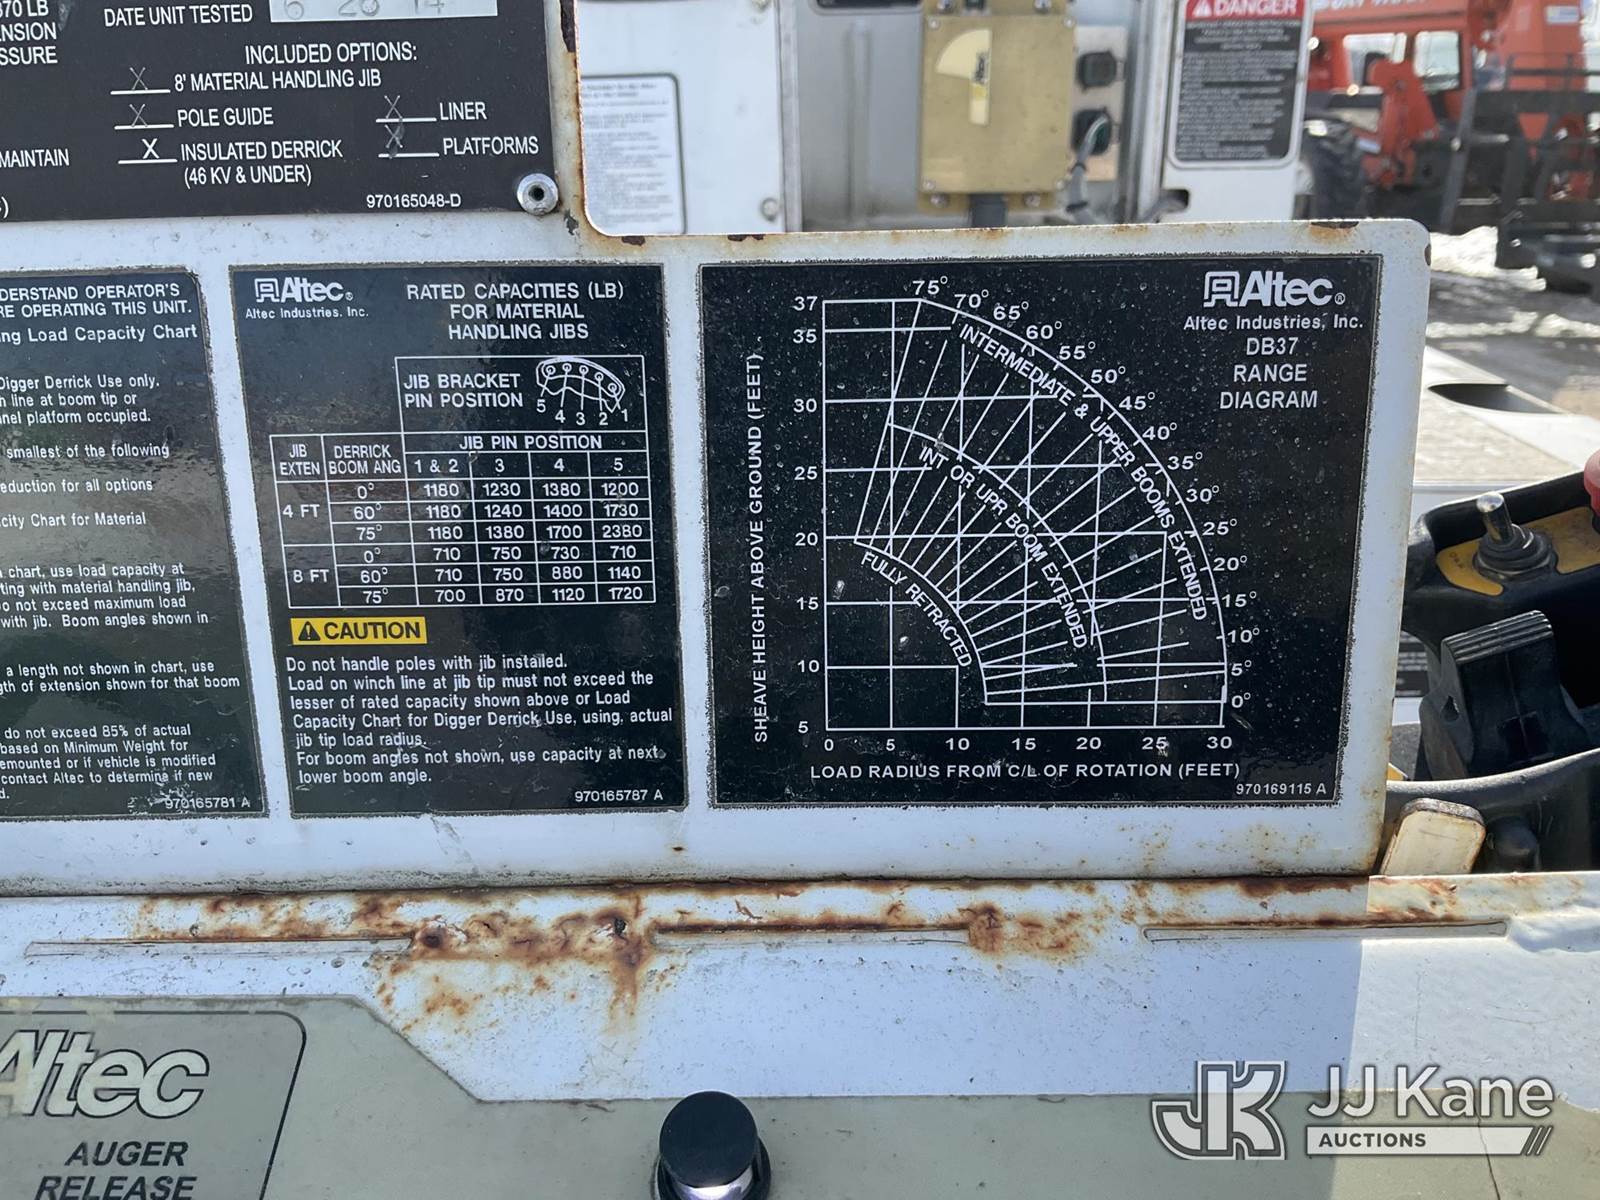 370 LB
ENSION
SSURE
MAINTAIN
DATE UNIT TESTED 6 26 14
INCLUDED OPTIONS:
X 8' MATERIAL HANDLING JIB
X POLE GUIDE
X LINER
X INSULATED DERRICK
(46 KV & UNDER)
X PLATFORMS
970165048-D
DANGER
DERSTAND OPERATOR'S
RE OPERATING THIS UNIT.
ng Load Capacity Chart
Digger Derrick Use only.
h line at boom tip or
nel platform occupied.
smallest of the following
eduction for all options
city Chart for Material
chart, use load capacity at
ting with material handling jib,
o not exceed maximum load
with jib. Boom angles shown in
a length not shown in chart, use
gth of extension shown for that boom
do not exceed 85% of actual
based on Minimum Weight for
emounted or if vehicle is modified
contact Altec to determine if new
d.
970165781 A
Altec®
Altec Industries, Inc.
RATED CAPACITIES (LB)
FOR MATERIAL
HANDLING JIBS
JIB BRACKET
PIN POSITION
5 4 3 2 1
JIB EXTEN DERRICK BOOM ANG JIB PIN POSITION
1 & 2 3 4 5
4 FT 0° 1180 1230 1380 1200
60° 1180 1240 1400 1730
75° 1180 1380 1700 2380
8 FT 0° 710 750 730 710
60° 710 750 880 1140
75° 700 870 1120 1720
CAUTION
Do not handle poles with jib installed.
Load on winch line at jib tip must not exceed the
lesser of rated capacity shown above or Load
Capacity Chart for Digger Derrick Use, using, actual
jib tip load radius.
For boom angles not shown, use capacity at next
lower boom angle.
970165787 A
Altec®
Altec Industries, Inc.
DB37
RANGE
DIAGRAM
SHEAVE HEIGHT ABOVE GROUND (FEET)
37
35
30
25
20
15
10
5
75° 70° 65° 60° 55° 50° 45° 40° 35° 30° 25° 20° 15° 10° 5° 0°
INTERMEDIATE & UPPER BOOMS EXTENDED
INT OR UPR BOOM EXTENDED
FULLY RETRACTED
0 5 10 15 20 25 30
LOAD RADIUS FROM C/L OF ROTATION (FEET)
970169115 A
Altec
AUGER
RELEASE
JK JJ Kane
AUCTIONS